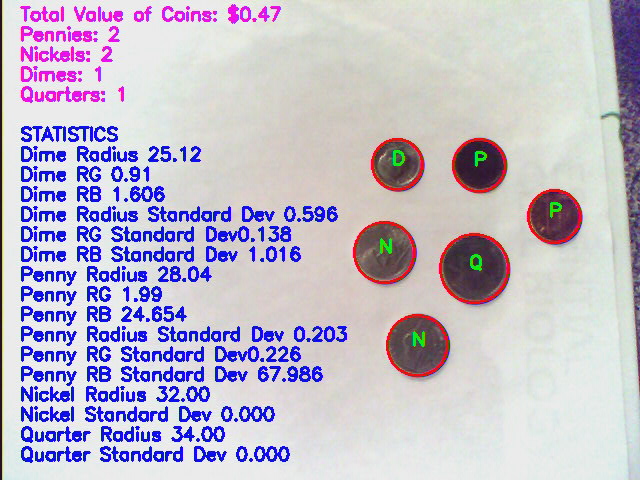 Total Value of Coins: $0.47
Pennies: 2
Nickels: 2
Dimes: 1
Quarters: 1
STATISTICS
Dime Radius 25.12
Dime RG 0.91
Dime RB 1.606
Dime Radius Standard Dev 0.596
Dime RG Standard Dev0.138
Dime RB Standard Dev 1.016
Penny Radius 28.04
Penny RG 1.99
Penny RB 24.654
Penny Radius Standard Dev 0.203
Penny RG Standard Dev0.226
Penny RB Standard Dev 67.986
Nickel Radius 32.00
Nickel Standard Dev 0.000
Quarter Radius 34.00
Quarter Standard Dev 0.000
D
P
P
N
Q
N